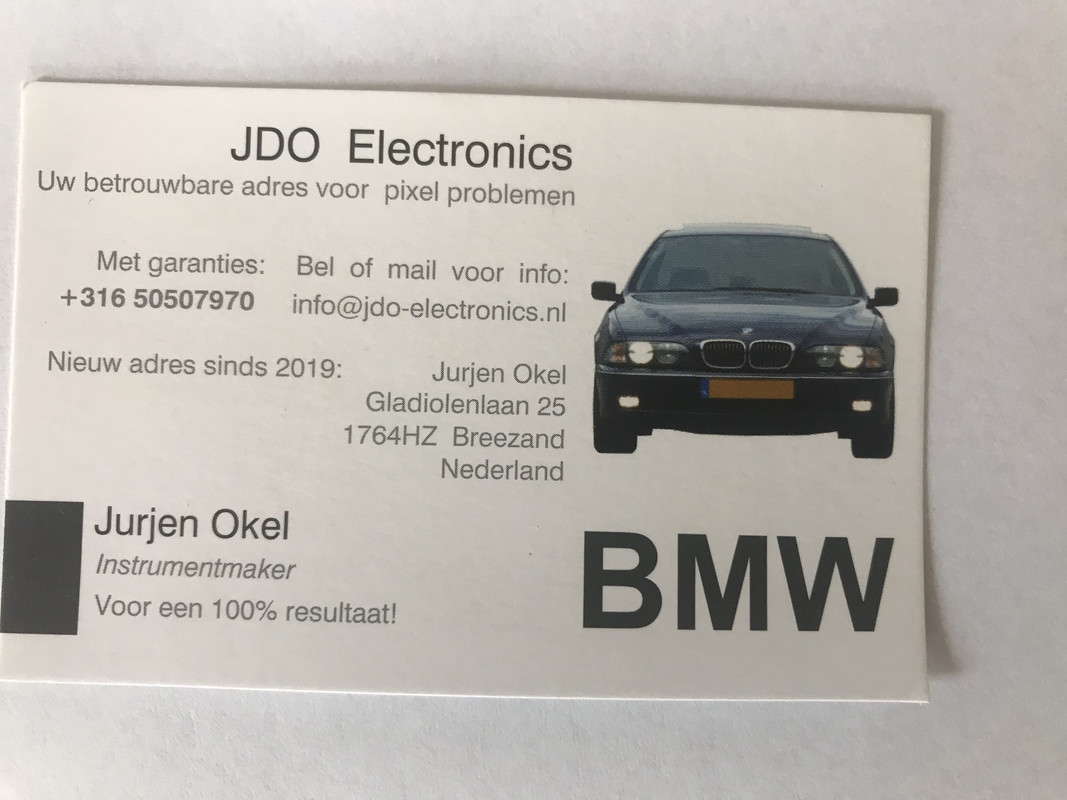 JDO Electronics
Uw betrouwbare adres voor pixel problemen
Met garanties: Bel of mail voor info:
+316 50507970 info@jdo-electronics.nl
Nieuw adres sinds 2019: Jurjen Okel
Gladiolenlaan 25
1764HZ Breezand
Nederland
Jurjen Okel
Instrumentmaker
Voor een 100% resultaat!
BMW